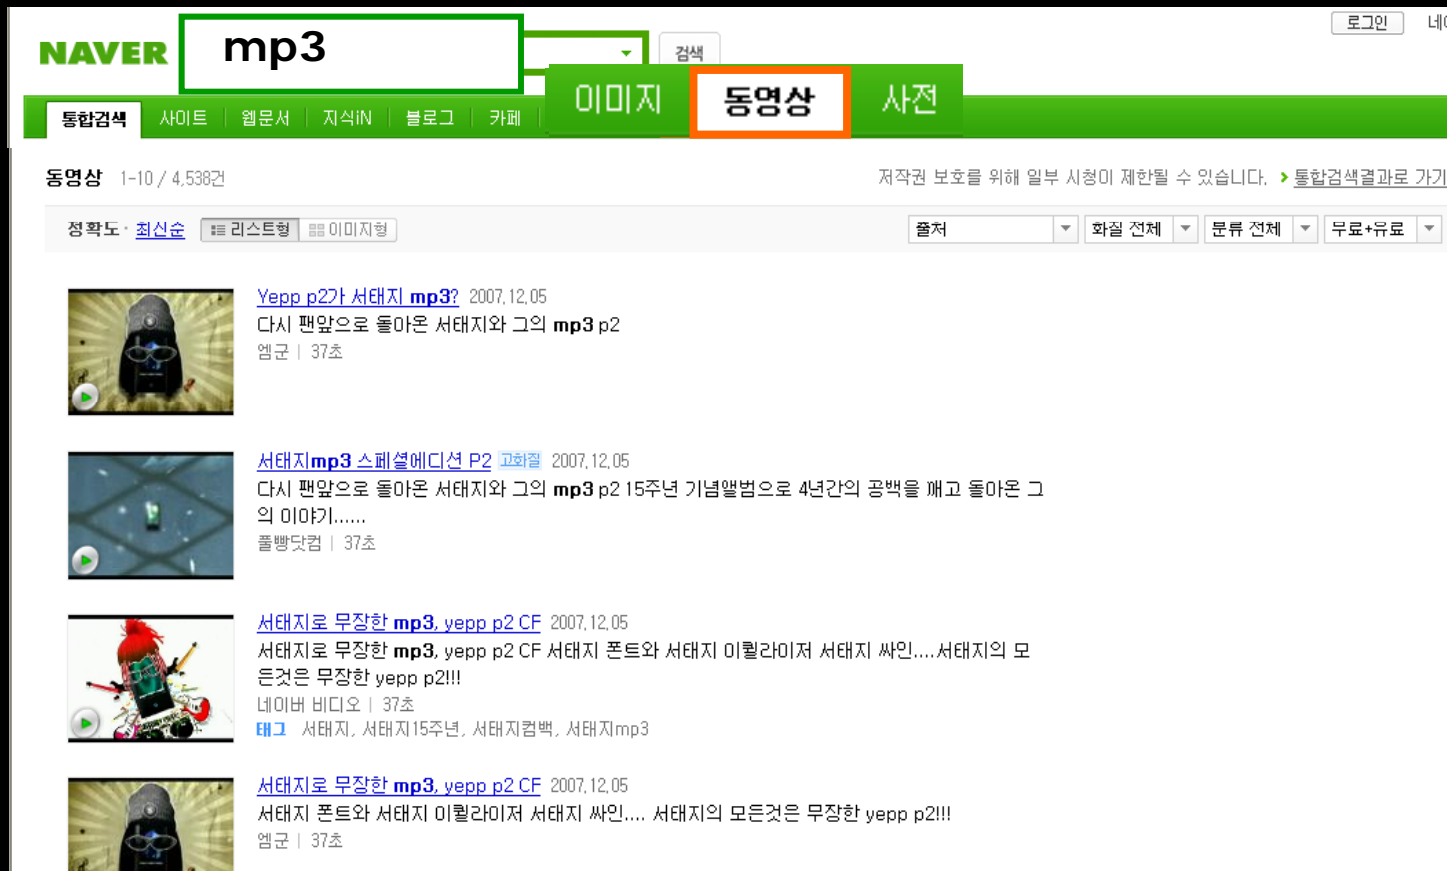 로그인
NAVER mp3 검색
통합검색 사이트 웹문서 지식iN 블로그 카페 이미지 동영상 사전
동영상 1-10 / 4,538건 저작권 보호를 위해 일부 시청이 제한될 수 있습니다. 통합검색결과로 가기
정확도 · 최신순 리스트형 이미지형 출처 화질 전체 분류 전체 무료+유료
Yepp p2가 서태지 mp3? 2007.12.05
다시 팬앞으로 돌아온 서태지와 그의 mp3 p2
엠군 | 37초
서태지mp3 스페셜에디션 P2 고화질 2007.12.05
다시 팬앞으로 돌아온 서태지와 그의 mp3 p2 15주년 기념앨범으로 4년간의 공백을 깨고 돌아온 그
의 이야기......
풀빵닷컴 | 37초
서태지로 무장한 mp3, yepp p2 CF 2007.12.05
서태지로 무장한 mp3, yepp p2 CF 서태지 폰트와 서태지 이퀄라이저 서태지 싸인....서태지의 모
든것은 무장한 yepp p2!!!
네이버 비디오 | 37초
태그 서태지, 서태지15주년, 서태지컴백, 서태지mp3
서태지로 무장한 mp3, yepp p2 CF 2007.12.05
서태지 폰트와 서태지 이퀄라이저 서태지 싸인.... 서태지의 모든것은 무장한 yepp p2!!!
엠군 | 37초